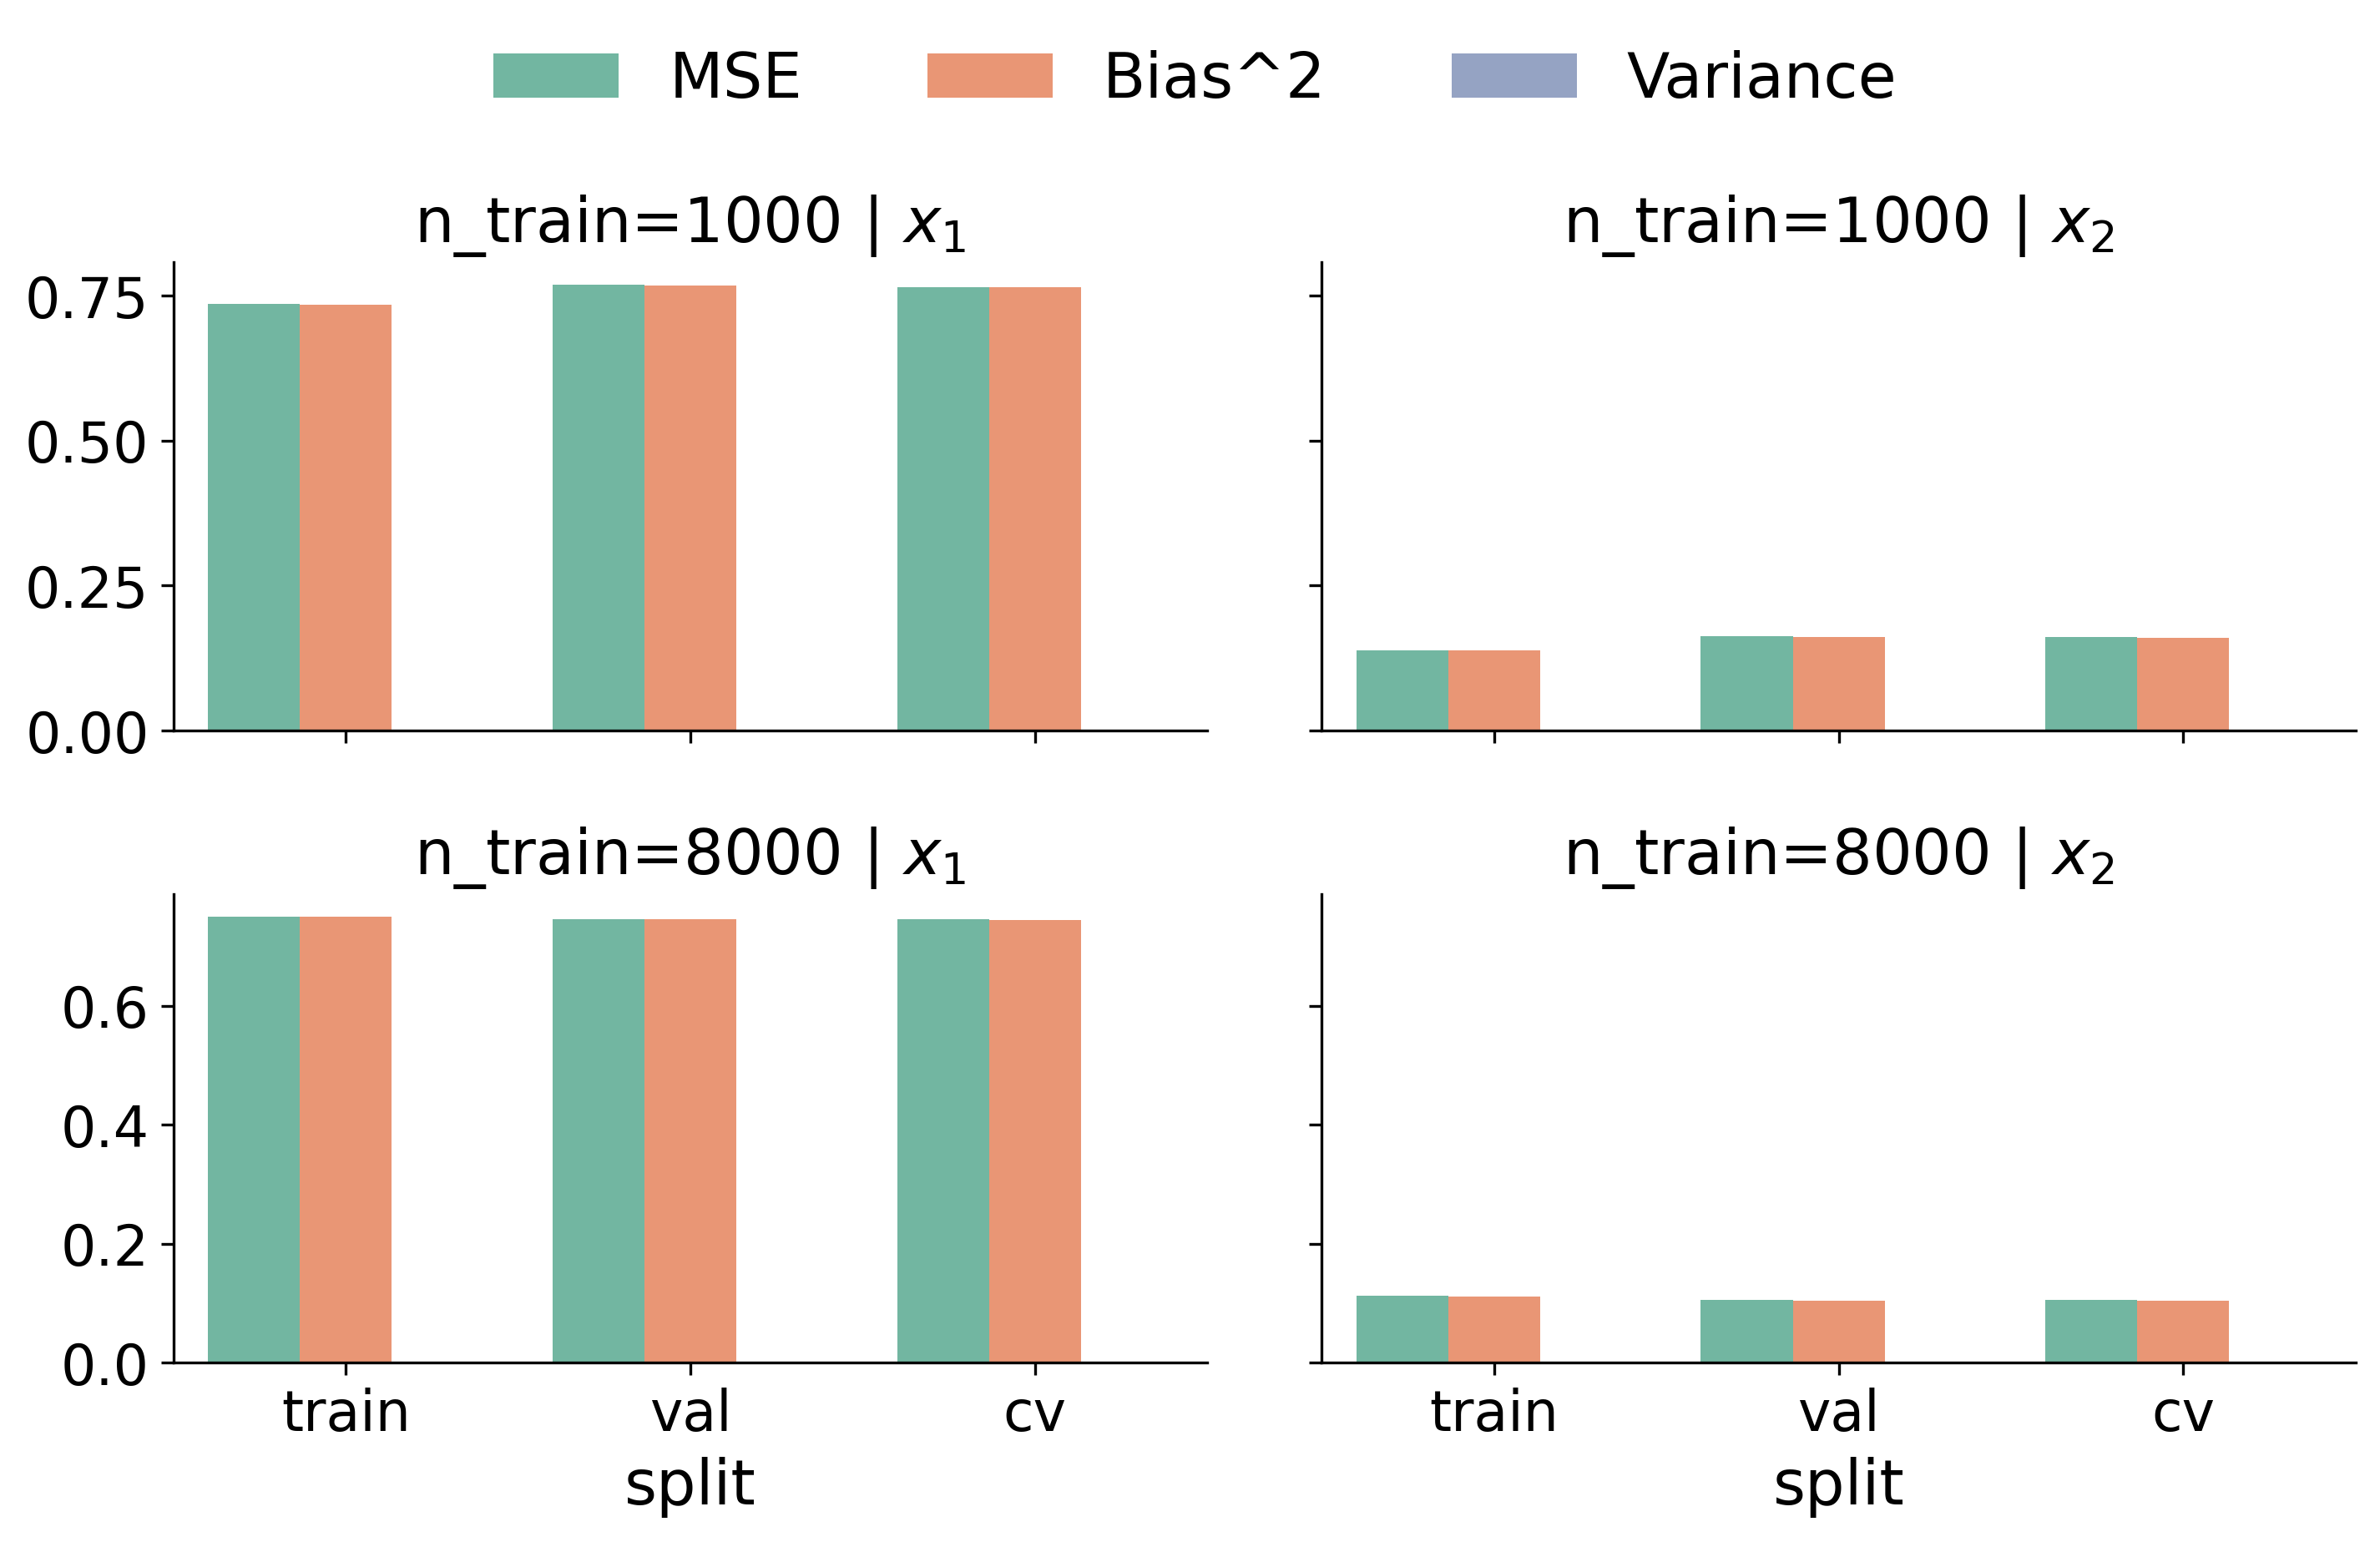 MSE Bias^2 Variance
n_train=1000 | x₁
n_train=1000 | x₂
0.75
0.50
0.25
0.00
n_train=8000 | x₁
n_train=8000 | x₂
0.6
0.4
0.2
0.0
train val cv
train val cv
split
split